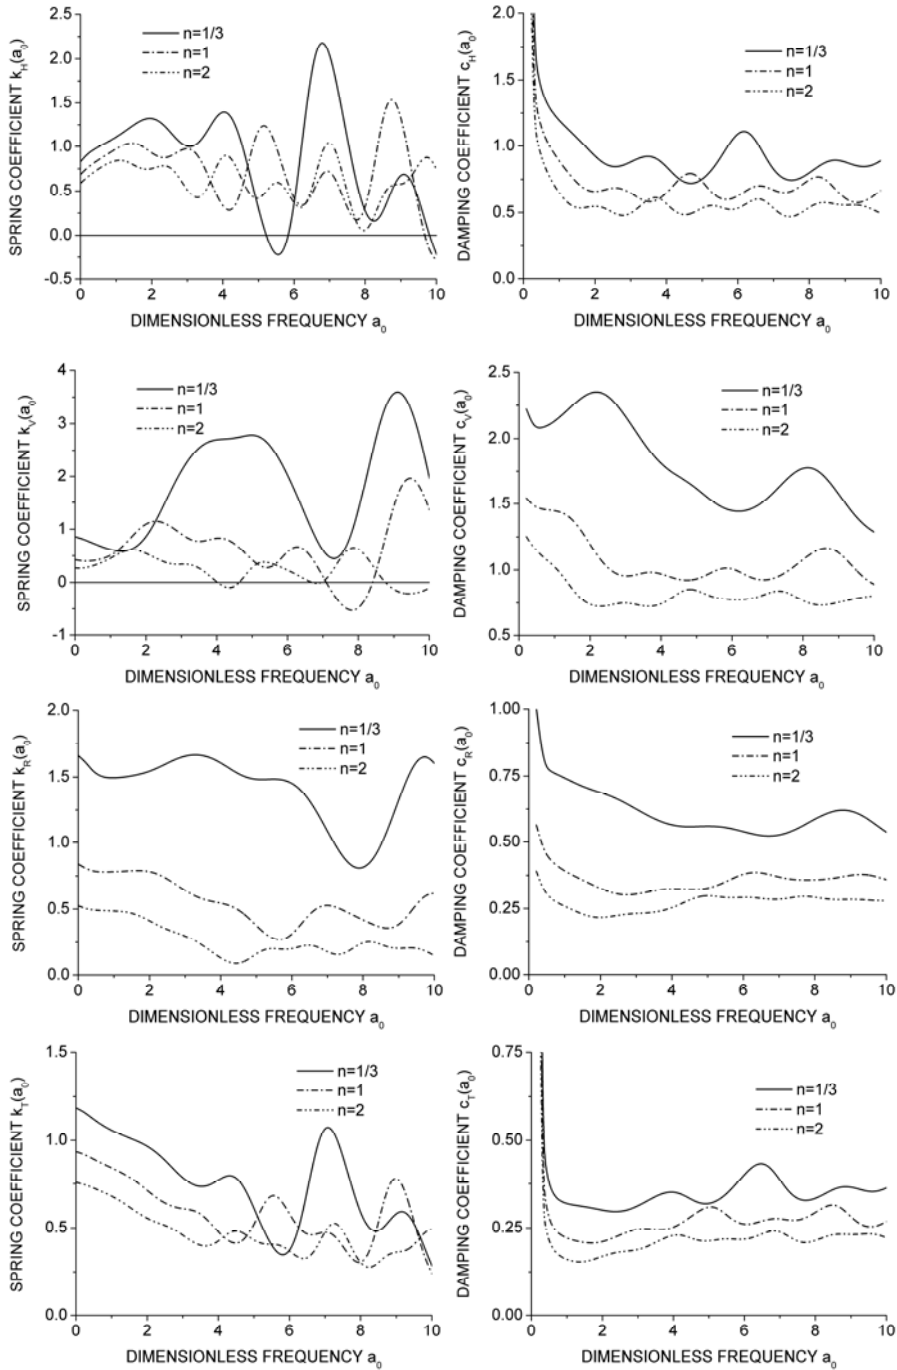 SPRING COEFFICIENT k_H(a_0)
2.5
2.0
1.5
1.0
0.5
0.0
-0.5
n=1/3
n=1
n=2
0 2 4 6 8 10
DIMENSIONLESS FREQUENCY a_0
DAMPING COEFFICIENT c_H(a_0)
2.0
1.5
1.0
0.5
0.0
n=1/3
n=1
n=2
0 2 4 6 8 10
DIMENSIONLESS FREQUENCY a_0
SPRING COEFFICIENT k_V(a_0)
4
3
2
1
0
-1
n=1/3
n=1
n=2
0 2 4 6 8 10
DIMENSIONLESS FREQUENCY a_0
DAMPING COEFFICIENT c_V(a_0)
2.5
2.0
1.5
1.0
0.5
n=1/3
n=1
n=2
0 2 4 6 8 10
DIMENSIONLESS FREQUENCY a_0
SPRING COEFFICIENT k_R(a_0)
2.0
1.5
1.0
0.5
0.0
n=1/3
n=1
n=2
0 2 4 6 8 10
DIMENSIONLESS FREQUENCY a_0
DAMPING COEFFICIENT c_R(a_0)
1.00
0.75
0.50
0.25
0.00
n=1/3
n=1
n=2
0 2 4 6 8 10
DIMENSIONLESS FREQUENCY a_0
SPRING COEFFICIENT k_T(a_0)
1.5
1.0
0.5
0.0
n=1/3
n=1
n=2
0 2 4 6 8 10
DIMENSIONLESS FREQUENCY a_0
DAMPING COEFFICIENT c_T(a_0)
0.75
0.50
0.25
0.00
n=1/3
n=1
n=2
0 2 4 6 8 10
DIMENSIONLESS FREQUENCY a_0